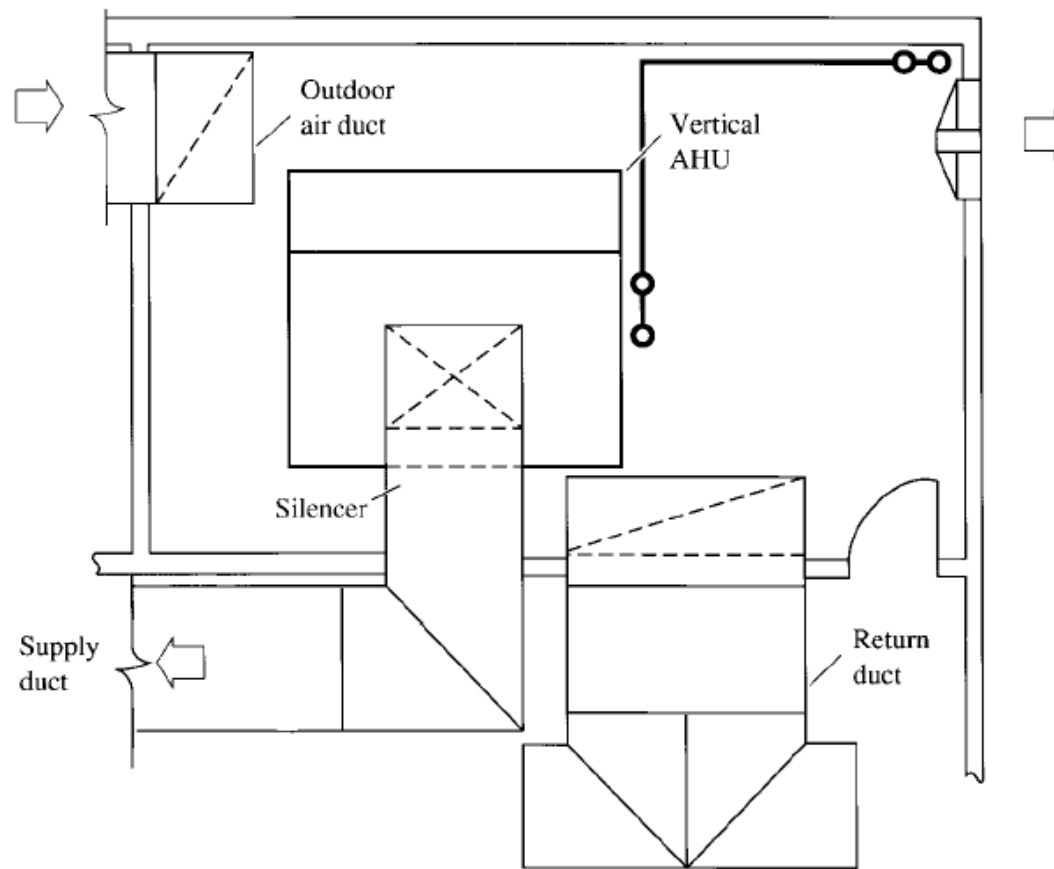 Outdoor
air duct
Vertical
AHU
Silencer
Supply
duct
Return
duct